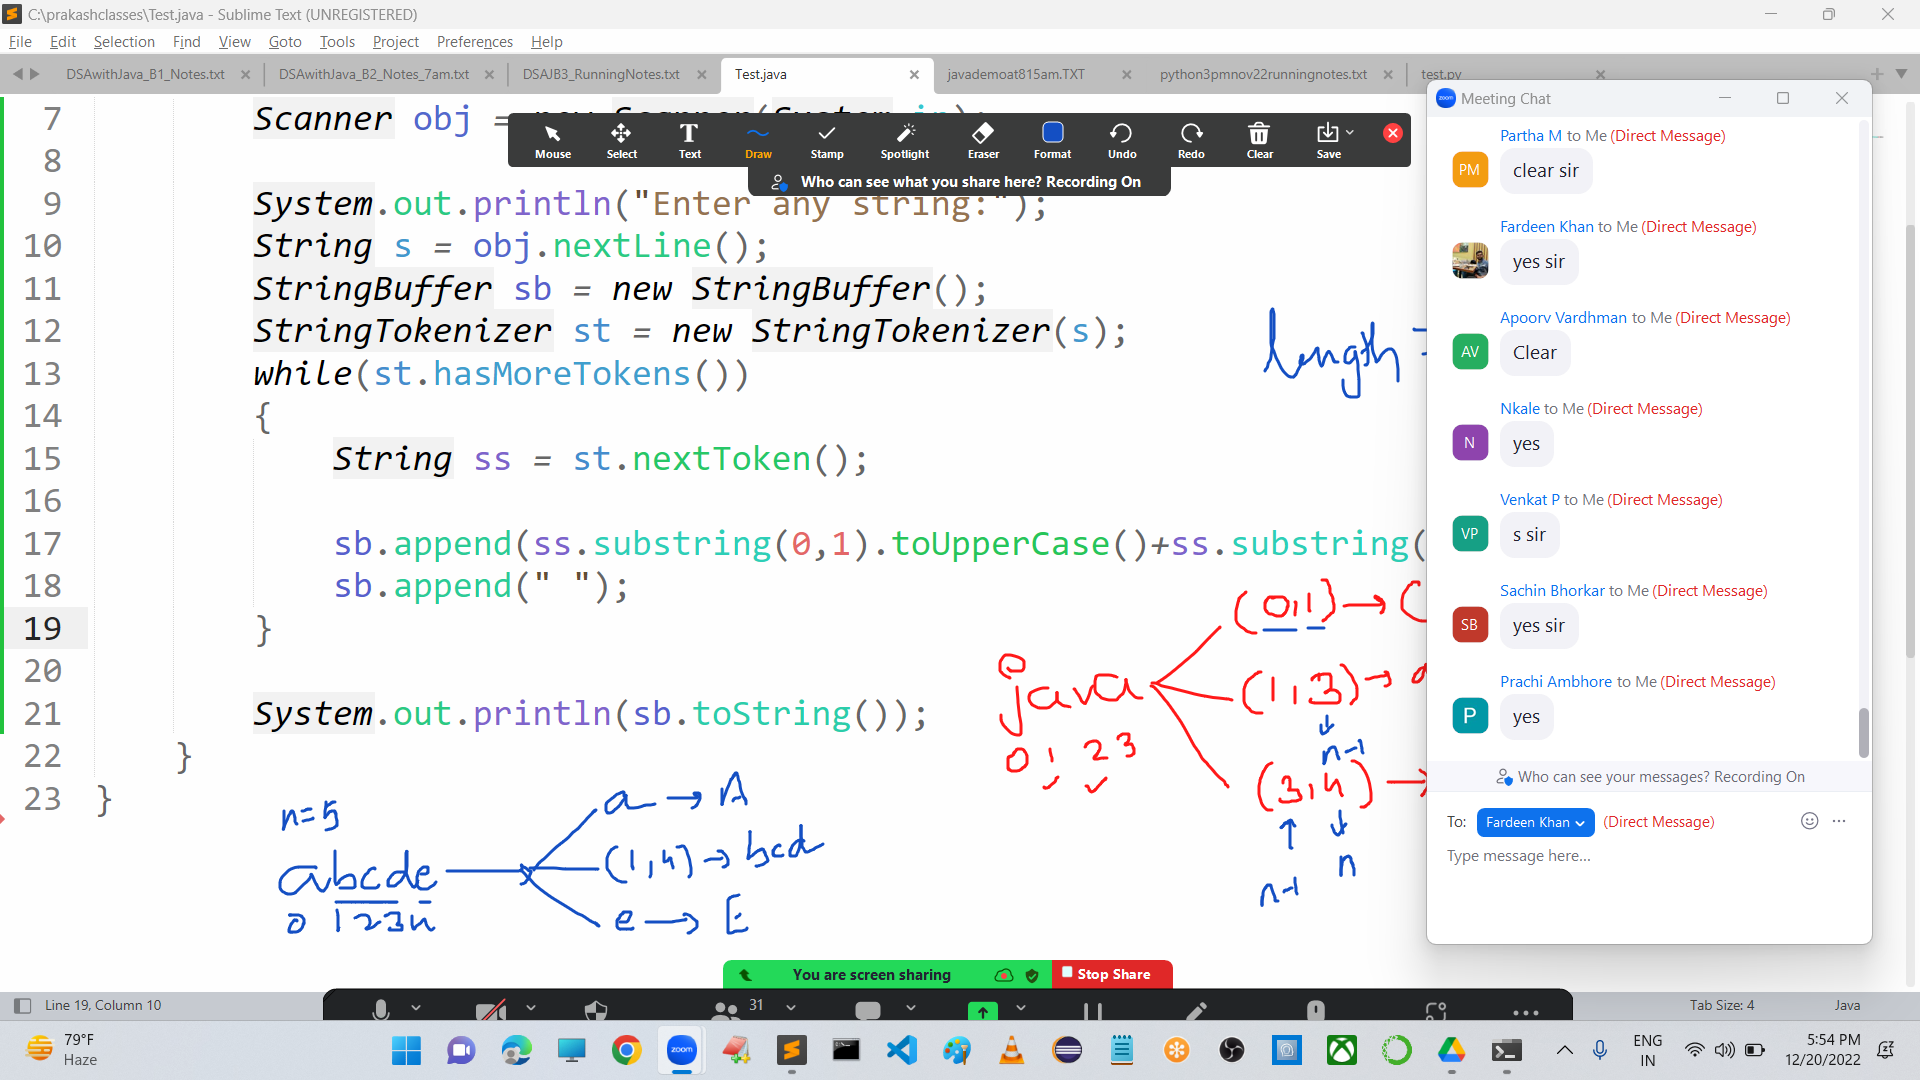 C:\prakashclasses\Test.java - Sublime Text (UNREGISTERED)
File Edit Selection Find View Goto Tools Project Preferences Help
DSAwithJava_B1_Notes.txt DSAwithJava_B2_Notes_7am.txt DSAJB3_RunningNotes.txt Test.java javademoat815am.TXT python3pmnov22runningnotes.txt test.py
7 Scanner obj = new Scanner(System.in);
Mouse Select Text Draw Stamp Spotlight Eraser Format Undo Redo Clear Save
Who can see what you share here? Recording On
8
9 System.out.println("Enter any string:");
10 String s = obj.nextLine();
11 StringBuffer sb = new StringBuffer();
12 StringTokenizer st = new StringTokenizer(s);
13 while(st.hasMoreTokens())
14 {
15 String ss = st.nextToken();
16
17 sb.append(ss.substring(0,1).toUpperCase()+ss.substring(
18 sb.append(" ");
19 }
20
21 System.out.println(sb.toString());
22 }
23 }
length
java
0 1 2 3
(0,1) → (
(1,3) →
n-1
(3,4) →
n-1 n
n=5
abcde
0 1 2 3 4
a → A
(1,4) → bcd
e → E
Meeting Chat
Partha M to Me (Direct Message)
PM
clear sir
Fardeen Khan to Me (Direct Message)
yes sir
Apoorv Vardhman to Me (Direct Message)
AV
Clear
Nkale to Me (Direct Message)
N
yes
Venkat P to Me (Direct Message)
VP
s sir
Sachin Bhorkar to Me (Direct Message)
SB
yes sir
Prachi Ambhore to Me (Direct Message)
P
yes
Who can see your messages? Recording On
To: Fardeen Khan (Direct Message)
Type message here...
You are screen sharing Stop Share
Line 19, Column 10
31
Tab Size: 4 Java
79°F
Haze
zoom
ENG
IN
5:54 PM
12/20/2022